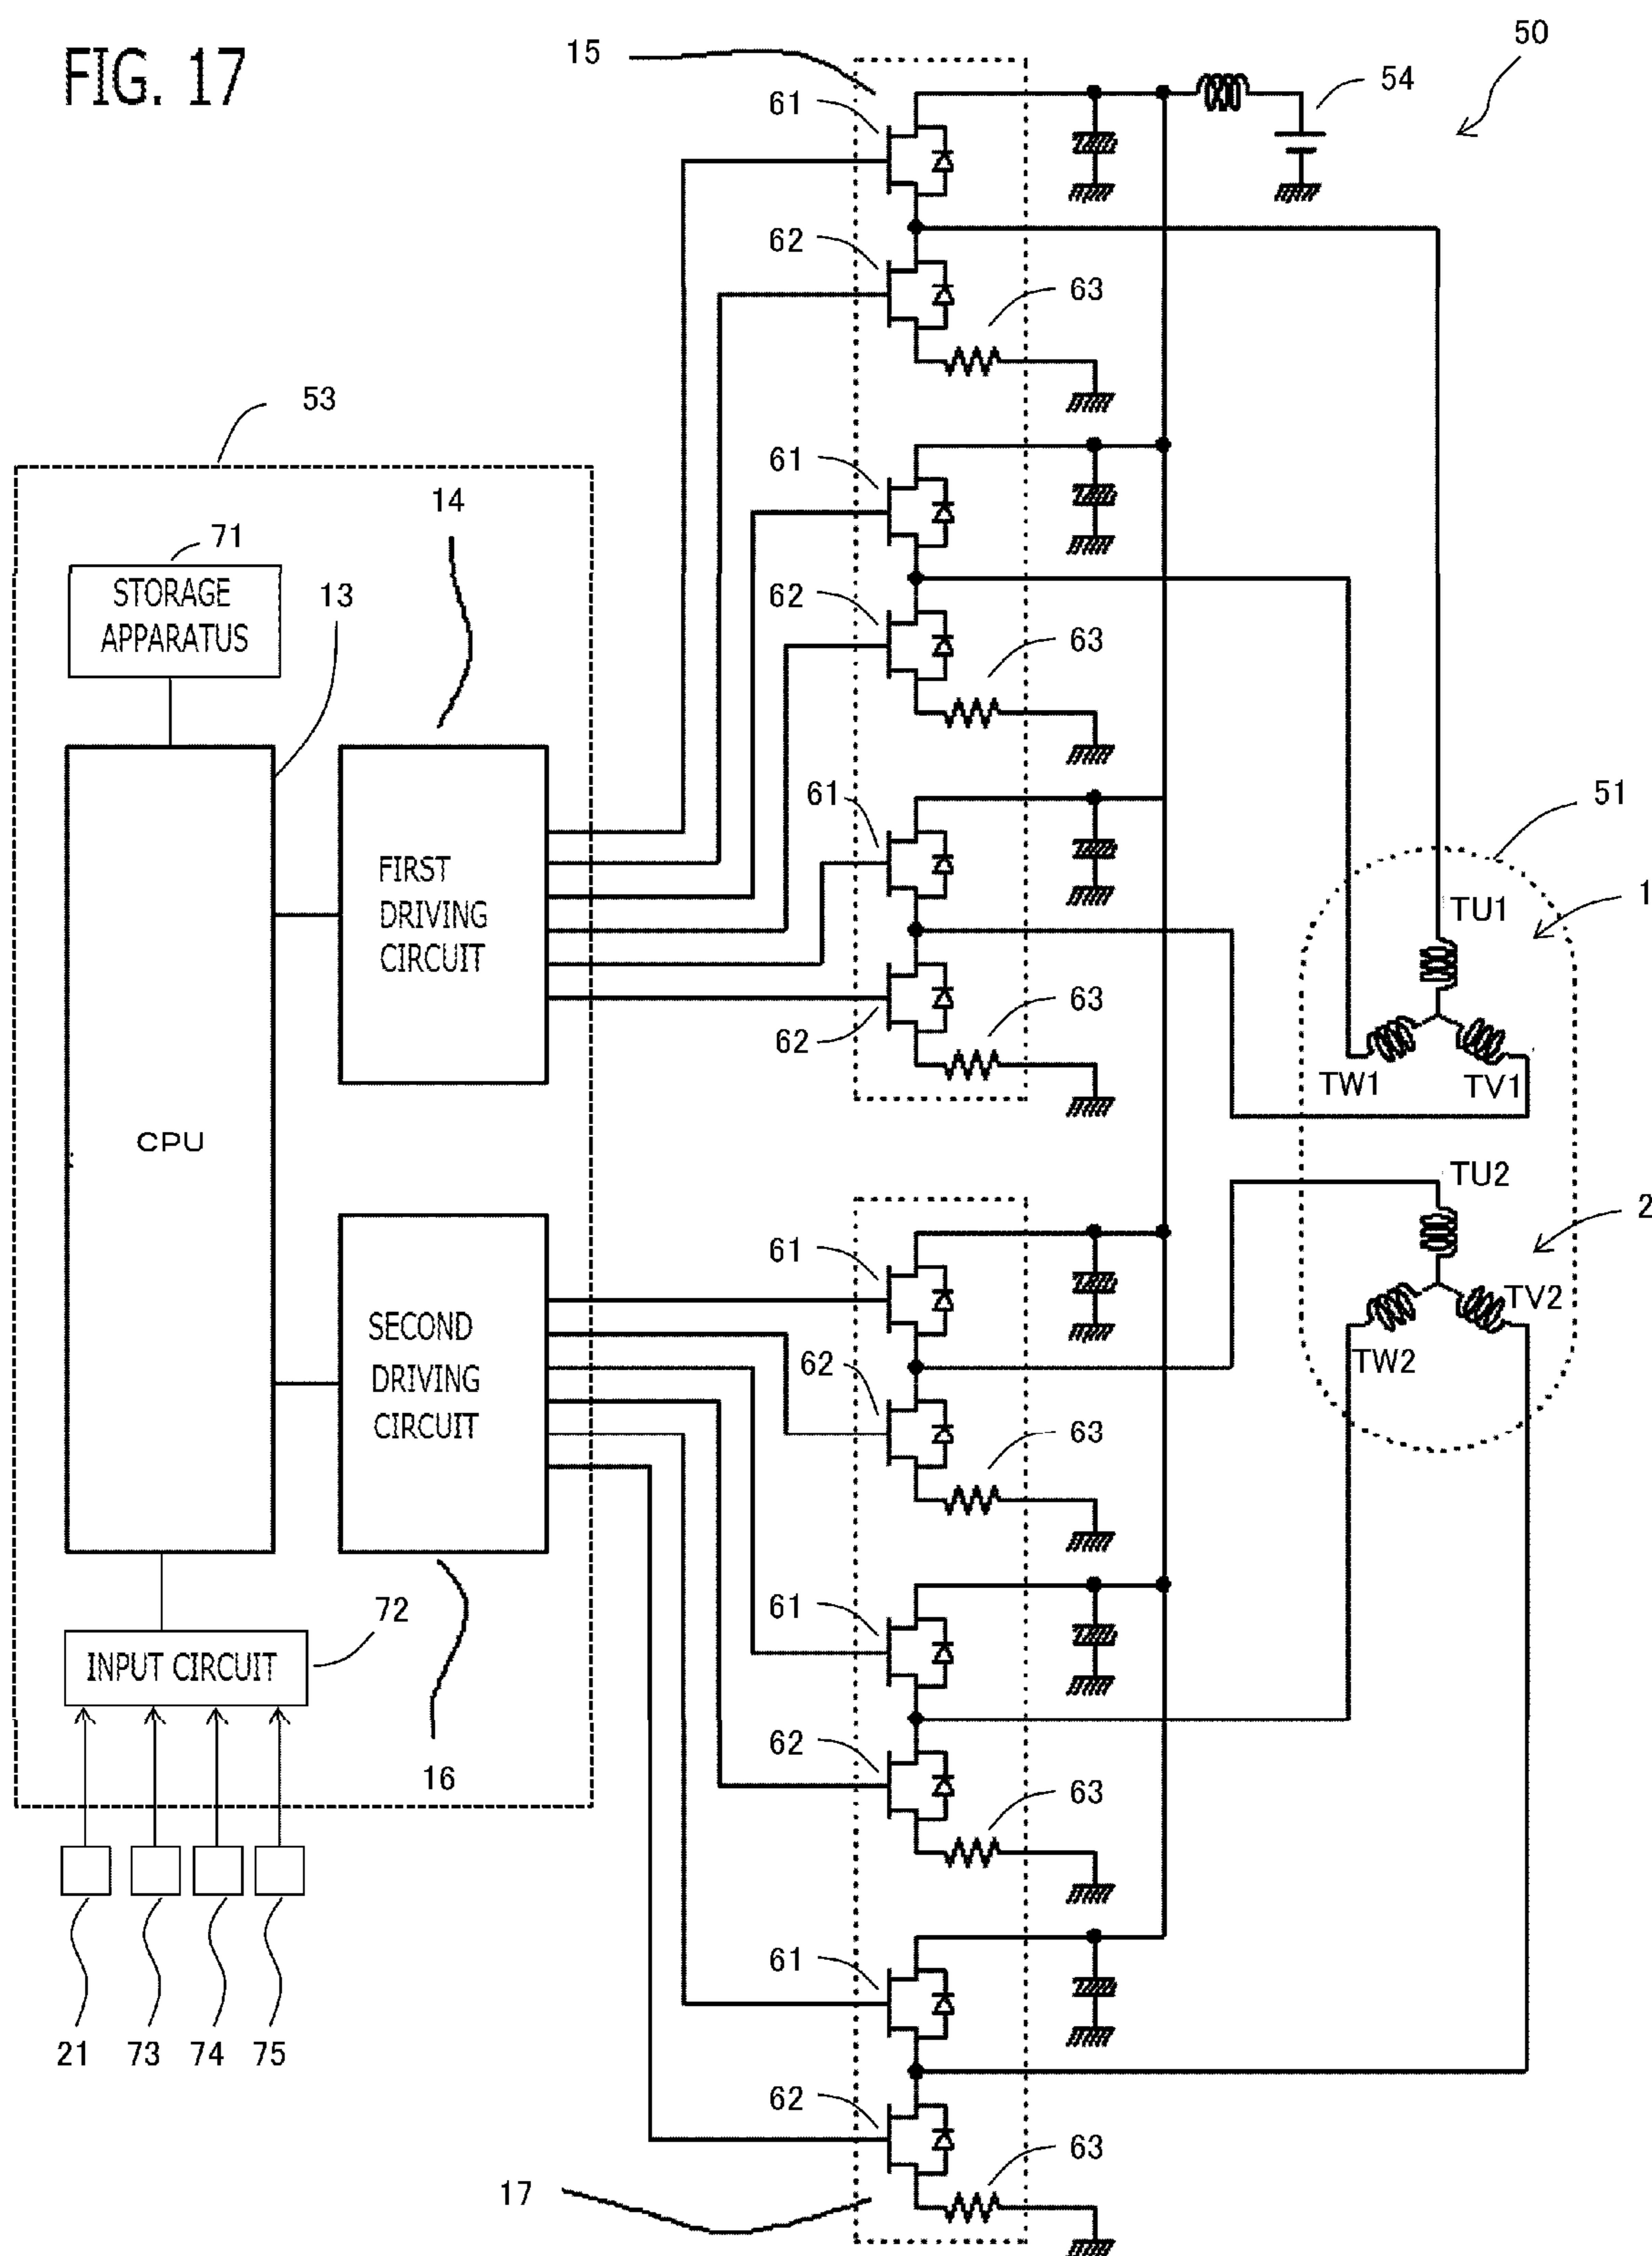 FIG. 17
15
50
54
61
62
63
53
61
14
71
STORAGE
APPARATUS
13
62
63
61
51
FIRST
DRIVING
CIRCUIT
TU1
1
63
62
TW1
TV1
CPU
TU2
2
61
SECOND
DRIVING
CIRCUIT
62
TV2
TW2
63
61
72
INPUT CIRCUIT
62
16
63
61
21
73
74
75
62
63
17